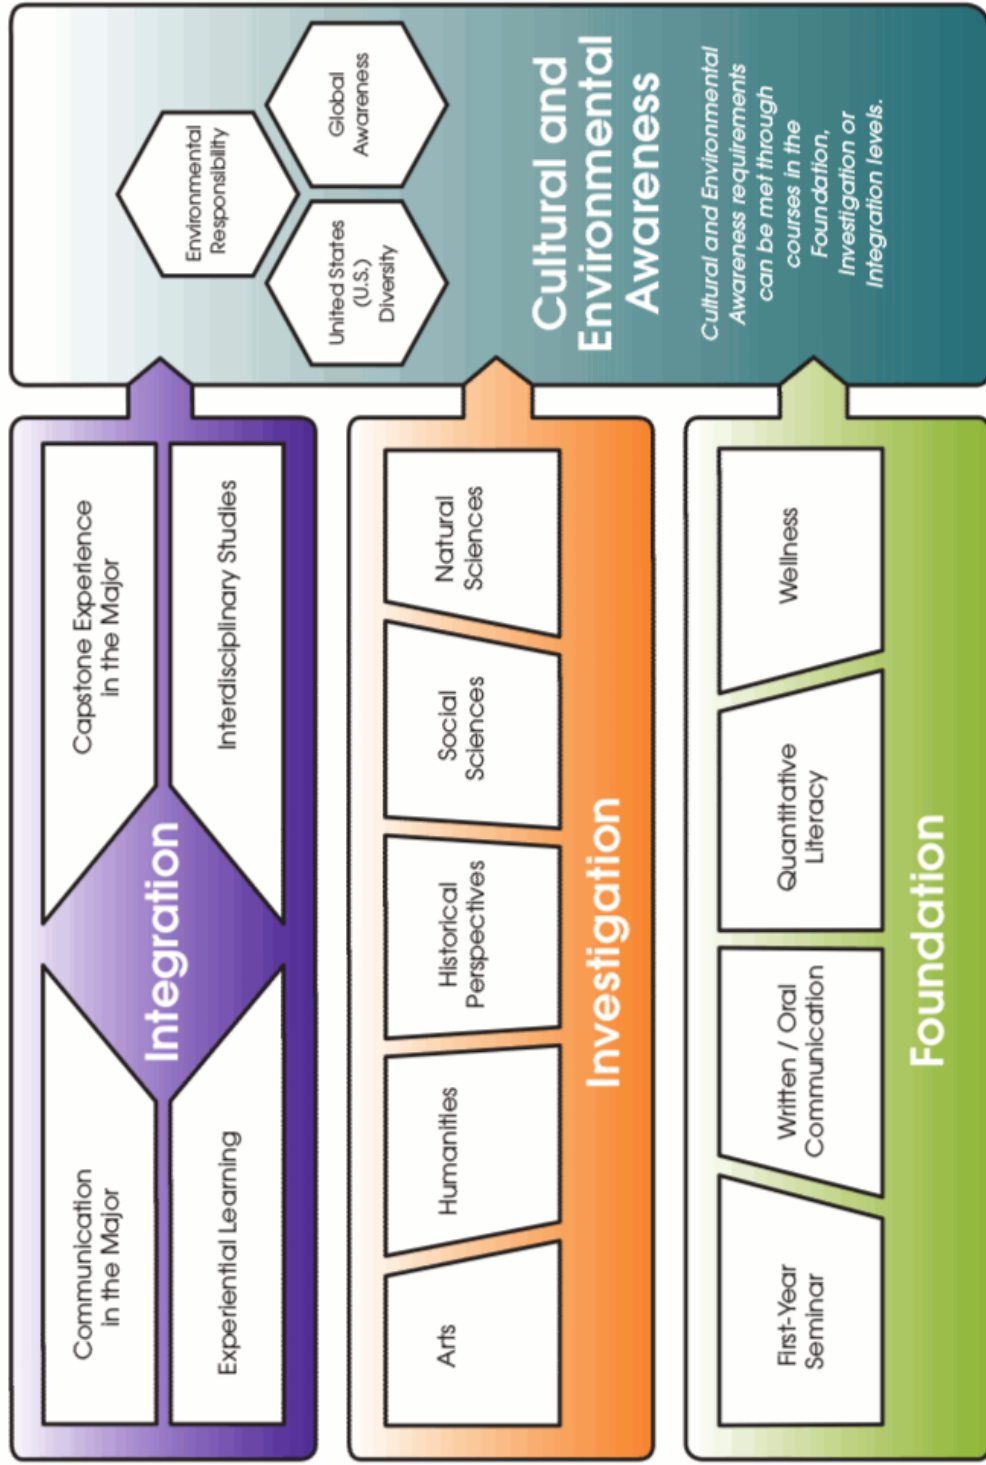 Communication
in the Major
Capstone Experience
in the Major
Integration
Experiential Learning
Interdisciplinary Studies
Arts
Humanities
Historical
Perspectives
Social
Sciences
Natural
Sciences
Investigation
First-Year
Seminar
Written / Oral
Communication
Quantitative
Literacy
Wellness
Foundation
Environmental
Responsibility
United States
(U.S.)
Diversity
Global
Awareness
Cultural and
Environmental
Awareness
Cultural and Environmental
Awareness requirements
can be met through
courses in the
Foundation,
Investigation or
Integration levels.